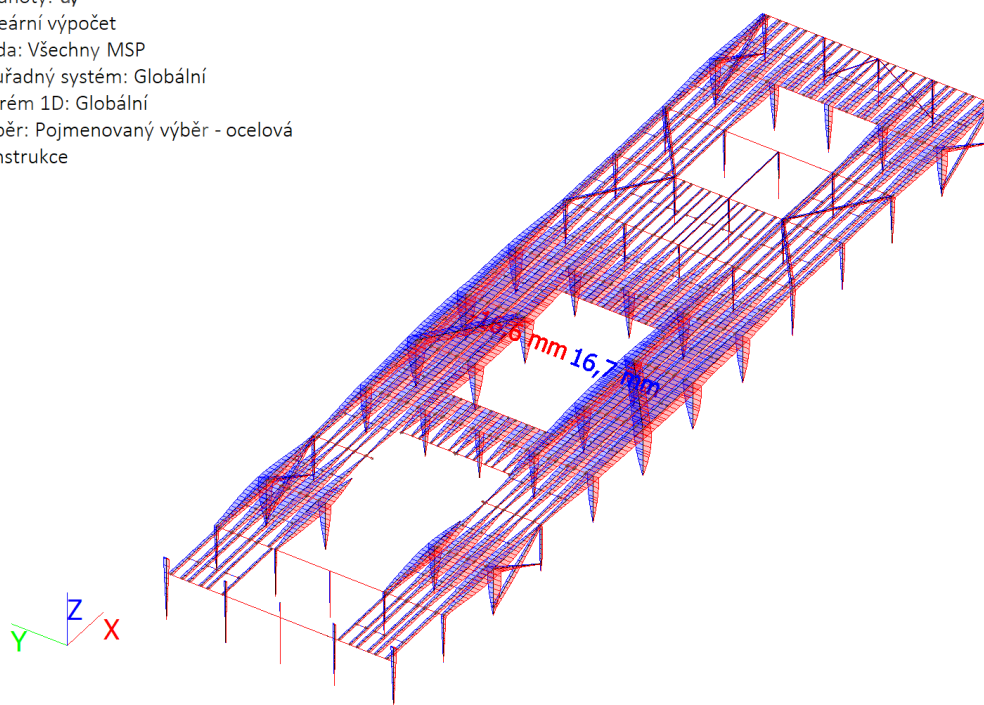 eární výpočet
da: Všechny MSP
uřadný systém: Globální
rém 1D: Globální
běr: Pojmenovaný výběr - ocelová
nstrukce
mm 16,7 mm
Z
X
Y